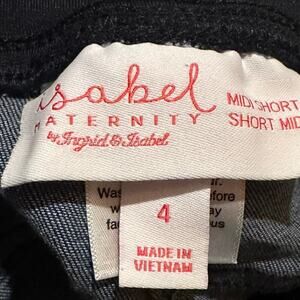 isabel
MATERNITY
by Ingrid & Isabel
MIDI SHORT
SHORT MID
4
MADE IN
VIETNAM